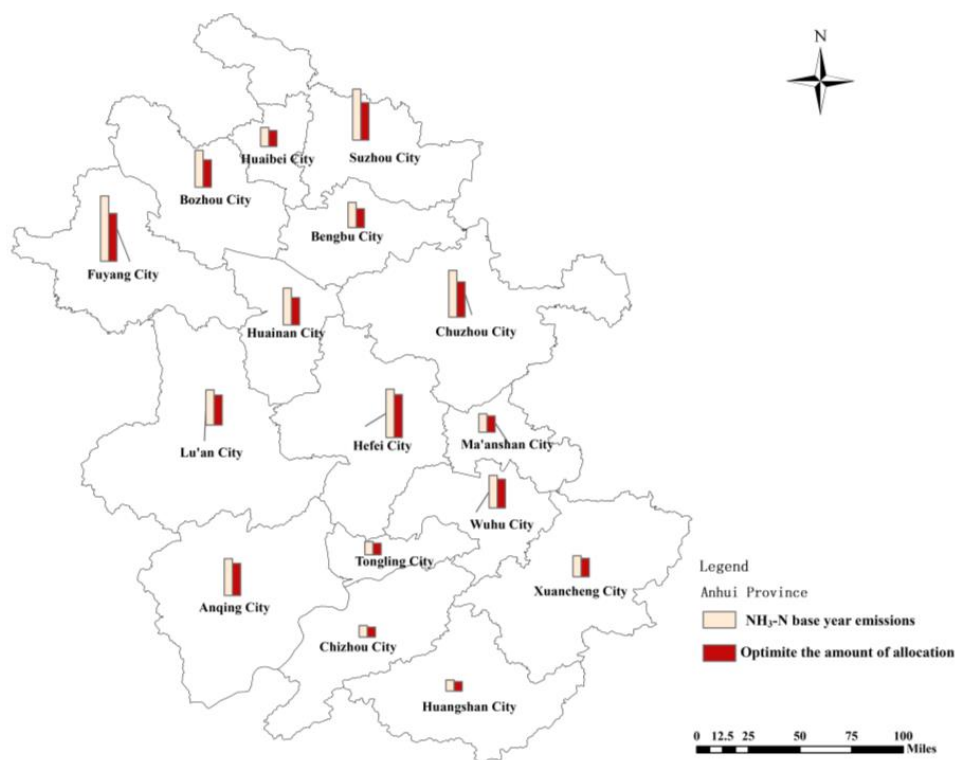 N
Huaibei City
Suzhou City
Bozhou City
Bengbu City
Fuyang City
Huainan City
Chuzhou City
Lu'an City
Hefei City
Ma'anshan City
Wuhu City
Tongling City
Xuancheng City
Anqing City
Chizhou City
Huangshan City
Legend
Anhui Province
NH₃-N base year emissions
Optimite the amount of allocation
0 12.5 25 50 75 100
Miles